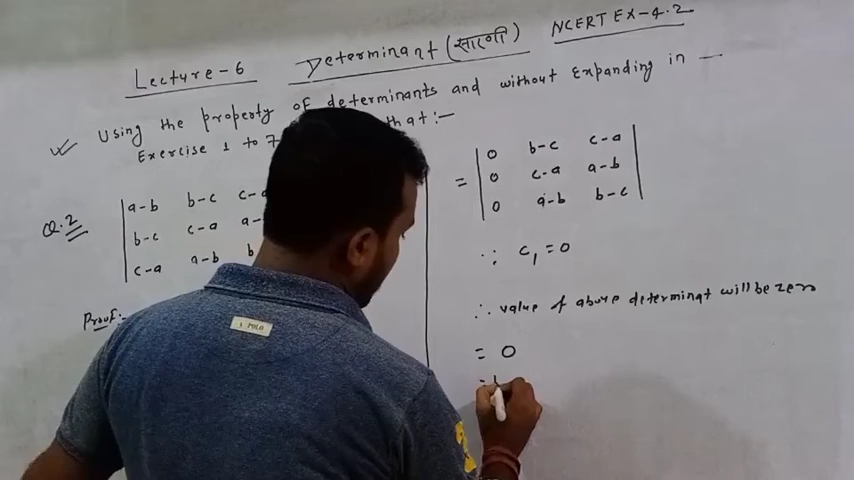 Lecture-6 Determinant (सारणी) NCERT EX-4.2
Using the property of determinants and without Expanding in —
Exercise 1 to 7 that:—
Q.2
a-b b-c c-a
b-c c-a a-
c-a a-b b
Proof:-
= 0 b-c c-a
0 c-a a-b
0 a-b b-c
∵ C₁ = 0
∴ value of above determinat will be zero
= 0
=